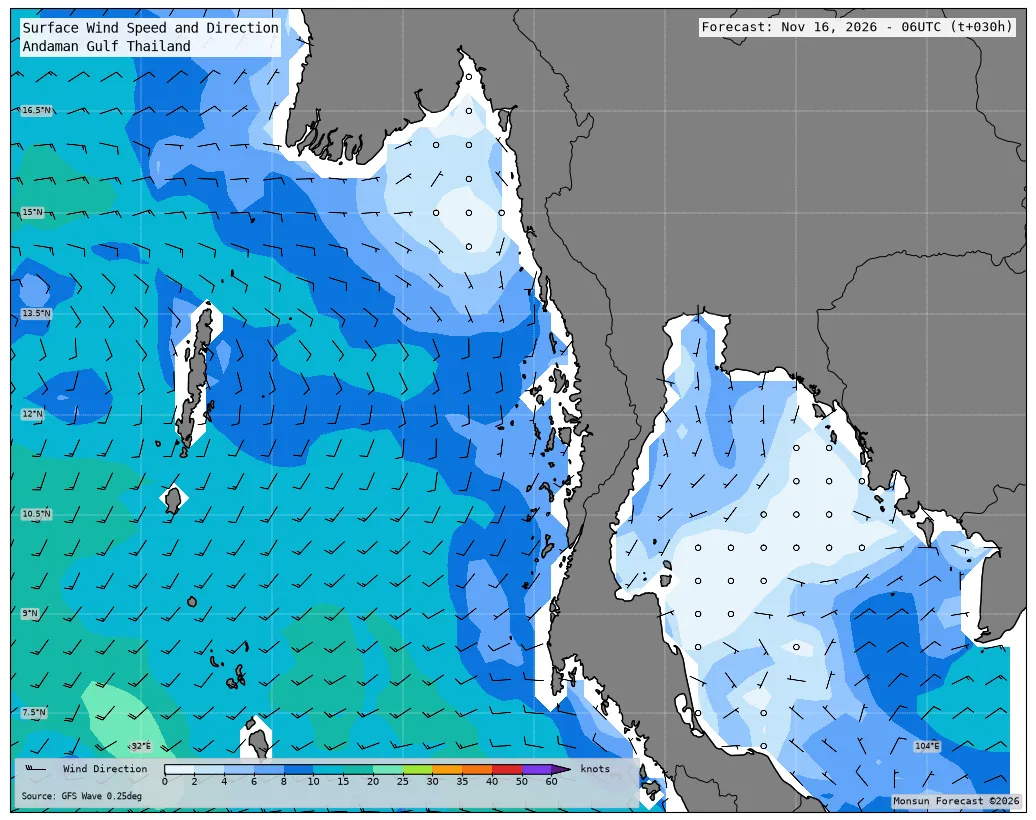 Surface Wind Speed and Direction
Andaman Gulf Thailand
Forecast: Nov 16, 2026 - 06UTC (t+030h)
16.5°N
15°N
13.5°N
12°N
10.5°N
9°N
7.5°N
92°E
104°E
Wind Direction
0 2 4 6 8 10 15 20 25 30 35 40 50 60
knots
Source: GFS Wave 0.25deg
Monsun Forecast ©2026